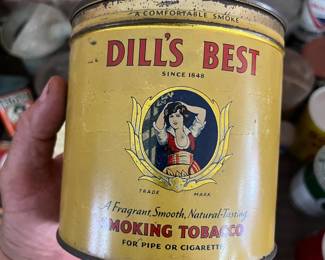 A COMFORTABLE SMOKE
DILL'S BEST
SINCE 1848
TRADE MARK
A Fragrant, Smooth, Natural-Tasting
SMOKING TOBACCO
FOR PIPE OR CIGARETTE